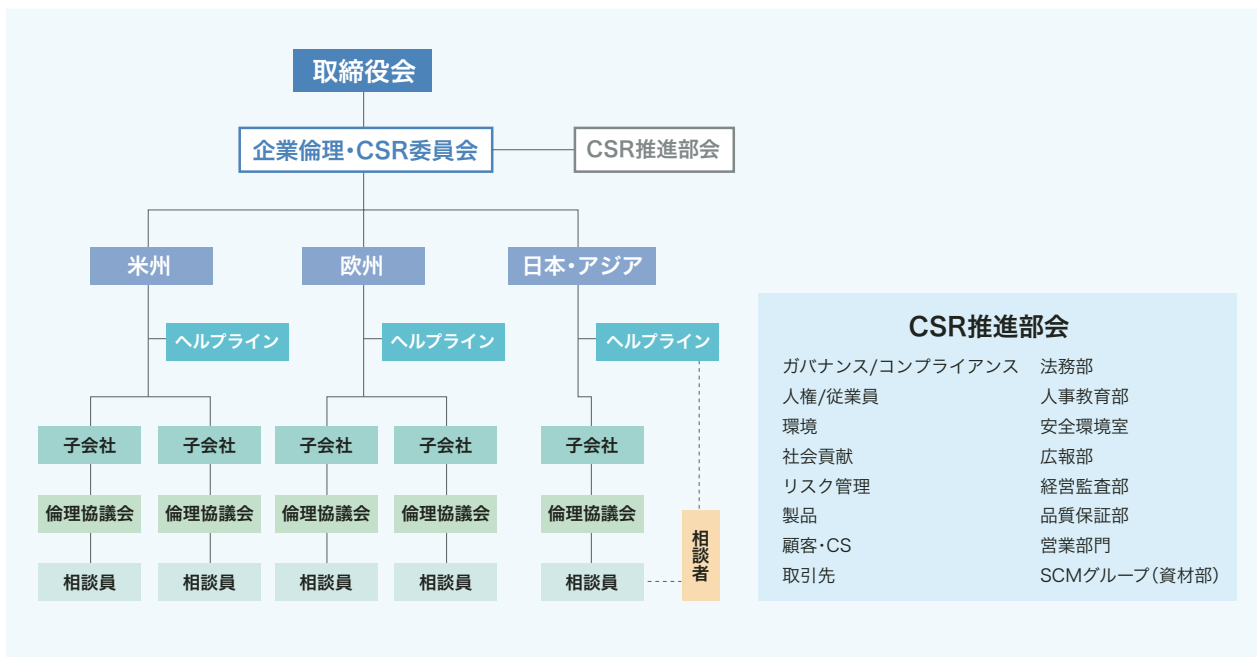 取締役会
企業倫理・CSR委員会
CSR推進部会
米州
欧州
日本・アジア
ヘルプライン
ヘルプライン
ヘルプライン
子会社
子会社
子会社
子会社
子会社
倫理協議会
倫理協議会
倫理協議会
倫理協議会
倫理協議会
相談員
相談員
相談員
相談員
相談員
相談者
CSR推進部会
ガバナンス/コンプライアンス 法務部
人権/従業員 人事教育部
環境 安全環境室
社会貢献 広報部
リスク管理 経営監査部
製品 品質保証部
顧客・CS 営業部門
取引先 SCMグループ(資材部)